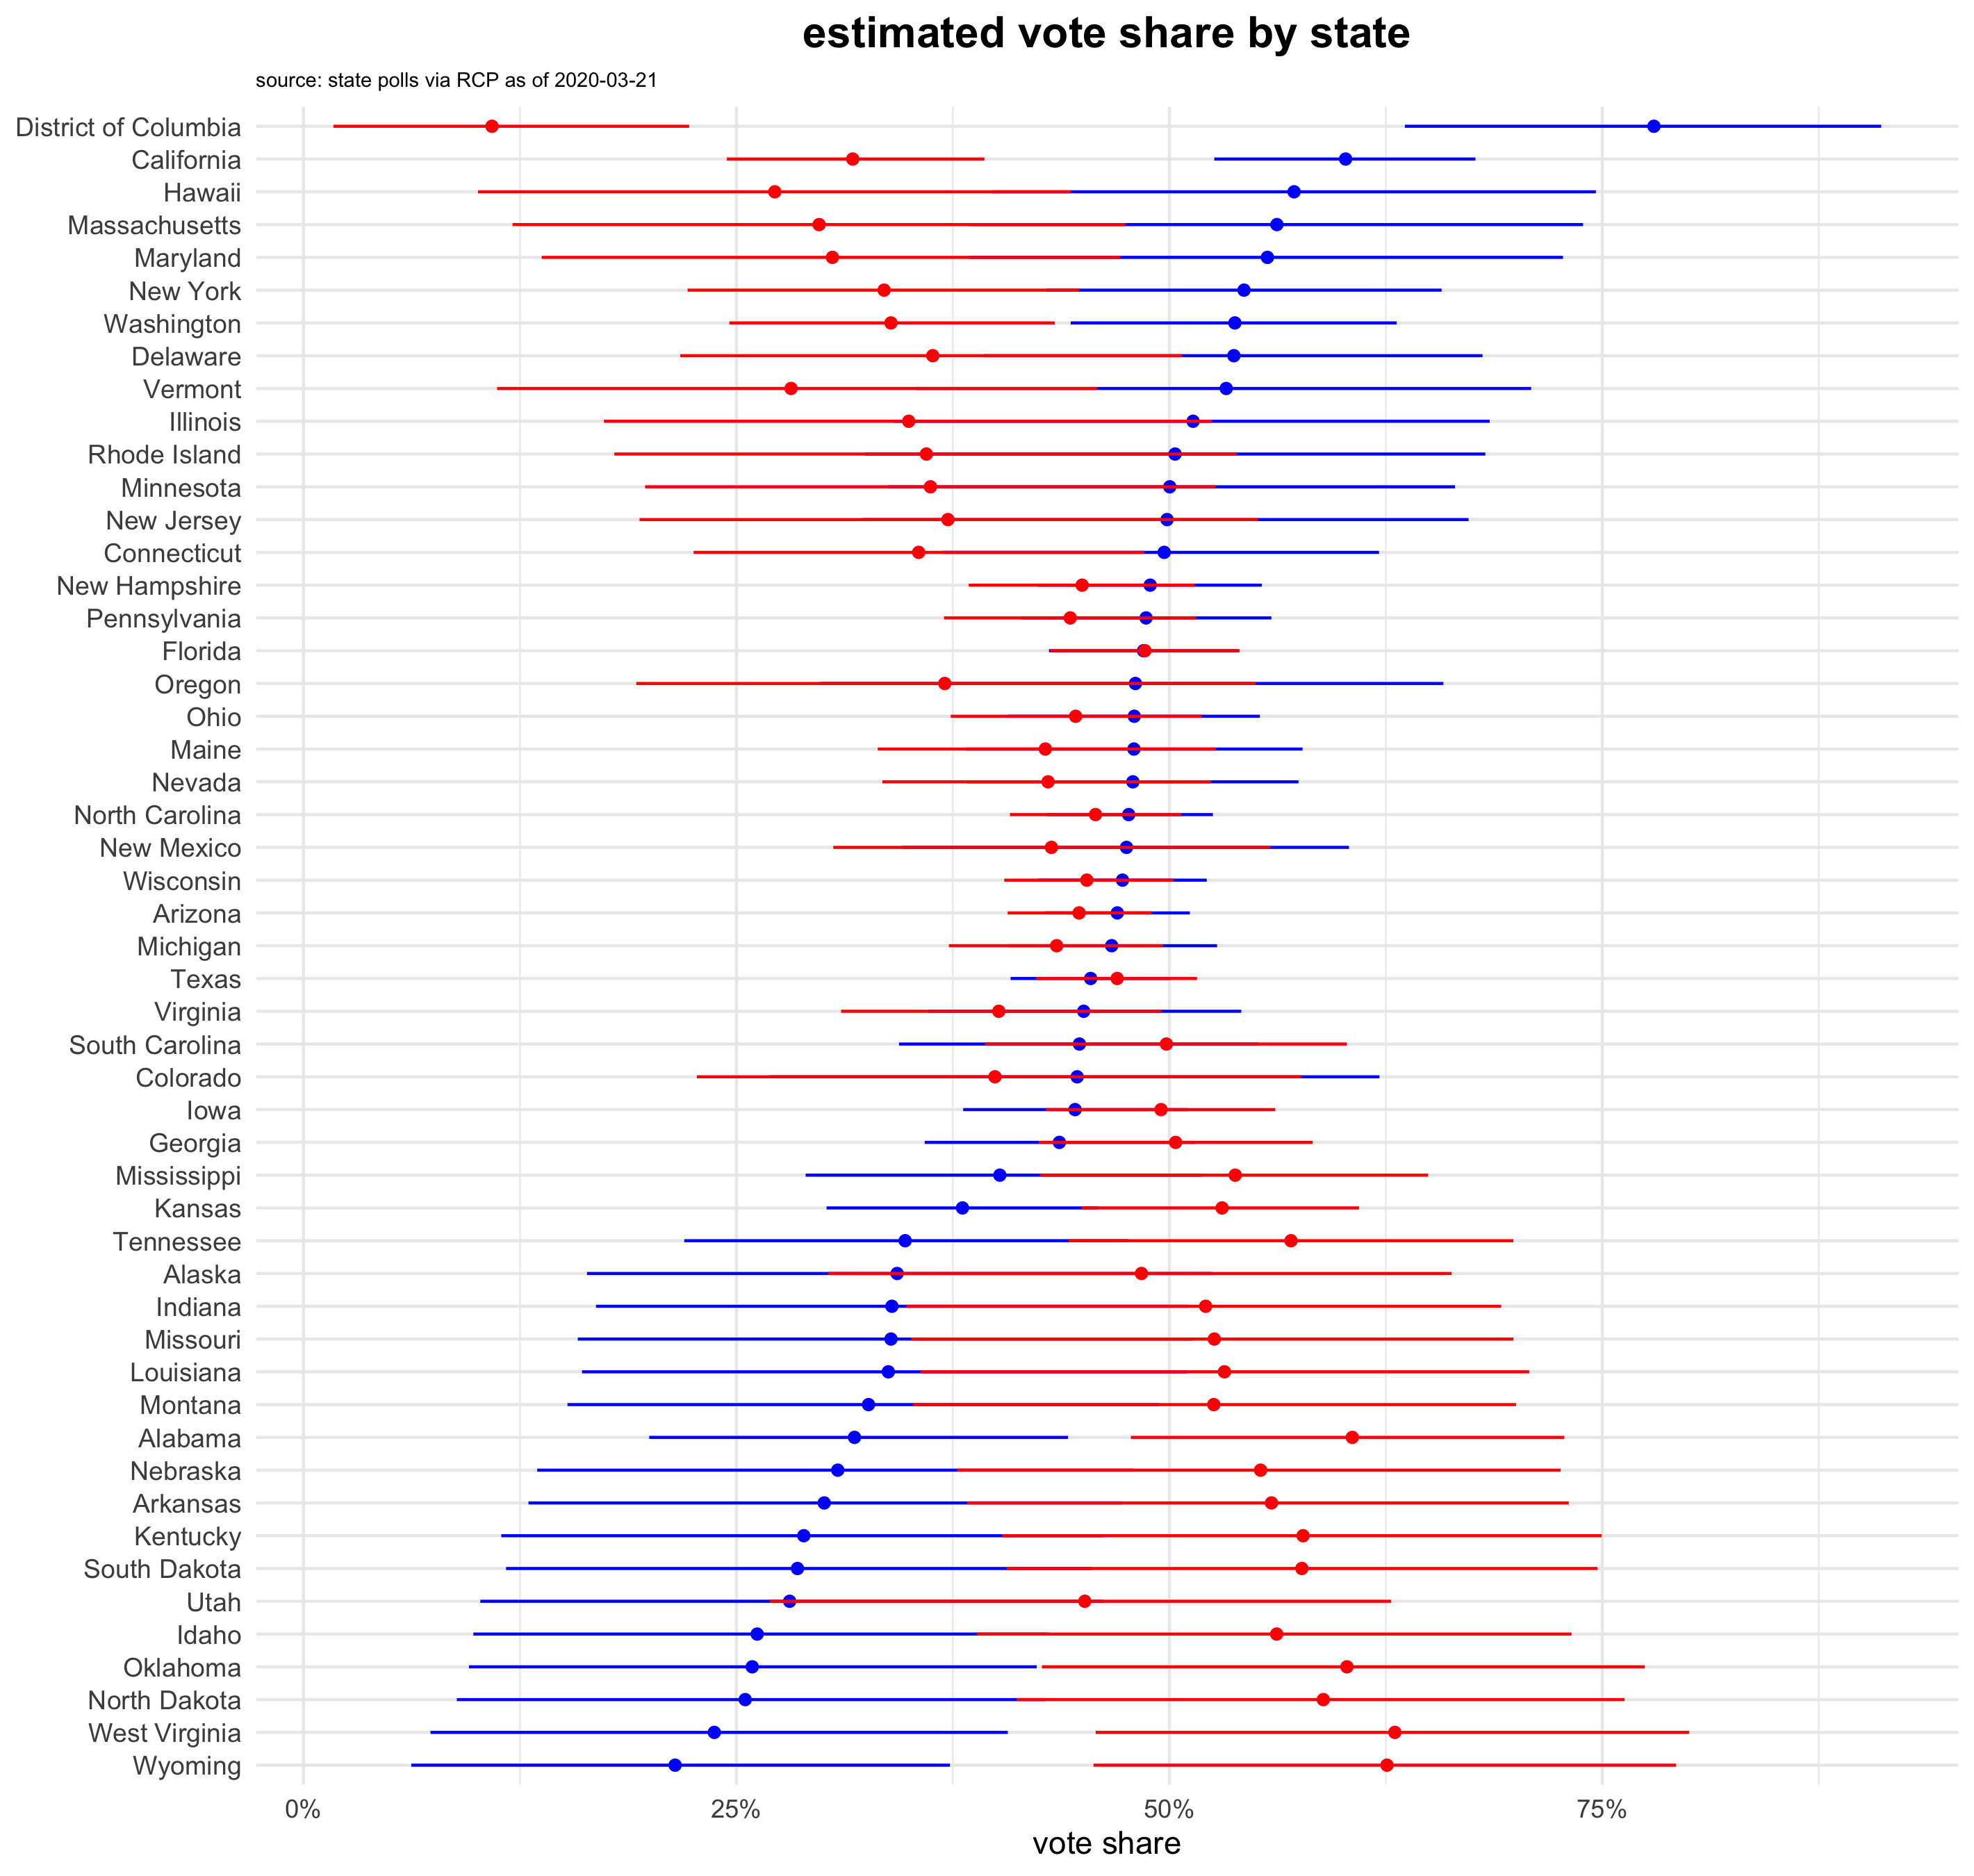 estimated vote share by state
source: state polls via RCP as of 2020-03-21
District of Columbia
California
Hawaii
Massachusetts
Maryland
New York
Washington
Delaware
Vermont
Illinois
Rhode Island
Minnesota
New Jersey
Connecticut
New Hampshire
Pennsylvania
Florida
Oregon
Ohio
Maine
Nevada
North Carolina
New Mexico
Wisconsin
Arizona
Michigan
Texas
Virginia
South Carolina
Colorado
Iowa
Georgia
Mississippi
Kansas
Tennessee
Alaska
Indiana
Missouri
Louisiana
Montana
Alabama
Nebraska
Arkansas
Kentucky
South Dakota
Utah
Idaho
Oklahoma
North Dakota
West Virginia
Wyoming
0% 25% 50% 75%
vote share